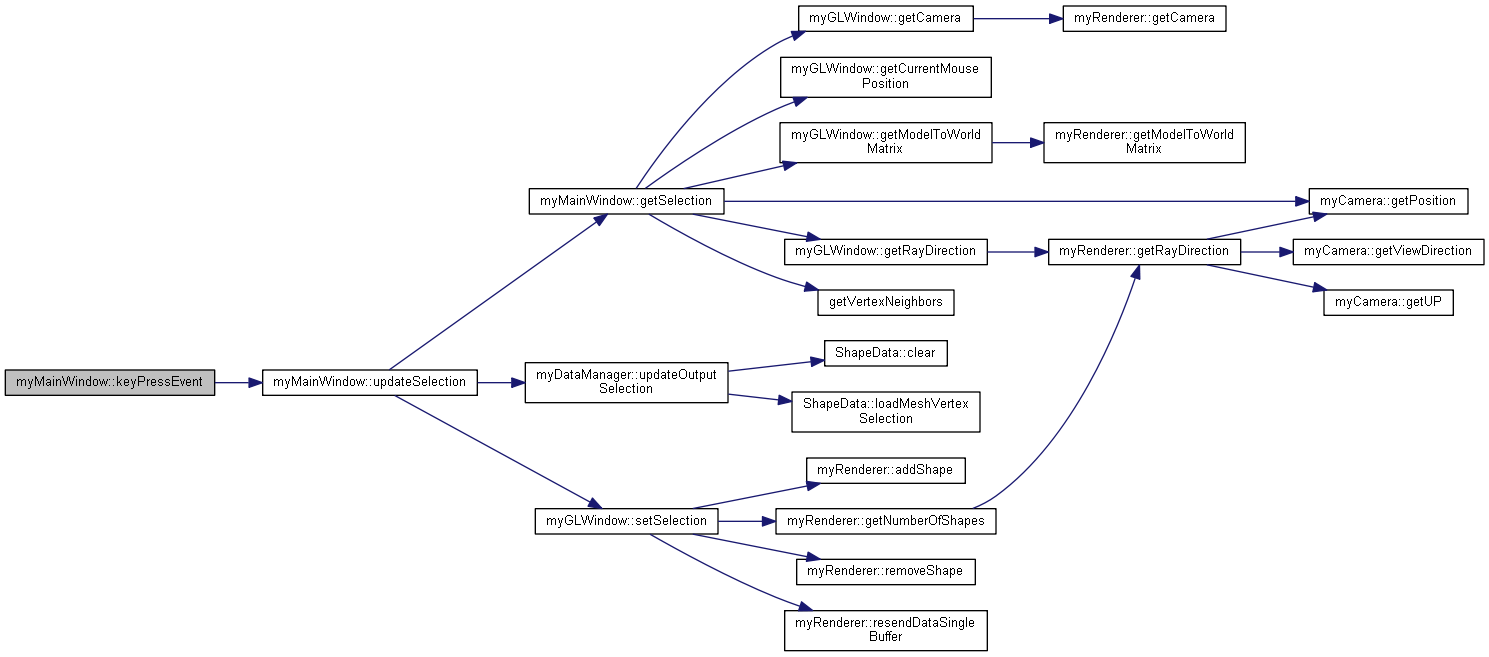 myGLWindow::getCamera
myRenderer::getCamera
myGLWindow::getCurrentMouse
Position
myGLWindow::getModelToWorld
Matrix
myRenderer::getModelToWorld
Matrix
myMainWindow::getSelection
myCamera::getPosition
myGLWindow::getRayDirection
myRenderer::getRayDirection
myCamera::getViewDirection
getVertexNeighbors
myCamera::getUP
myMainWindow::keyPressEvent
myMainWindow::updateSelection
myDataManager::updateOutput
Selection
ShapeData::clear
ShapeData::loadMeshVertex
Selection
myGLWindow::setSelection
myRenderer::addShape
myRenderer::getNumberOfShapes
myRenderer::removeShape
myRenderer::resendDataSingle
Buffer